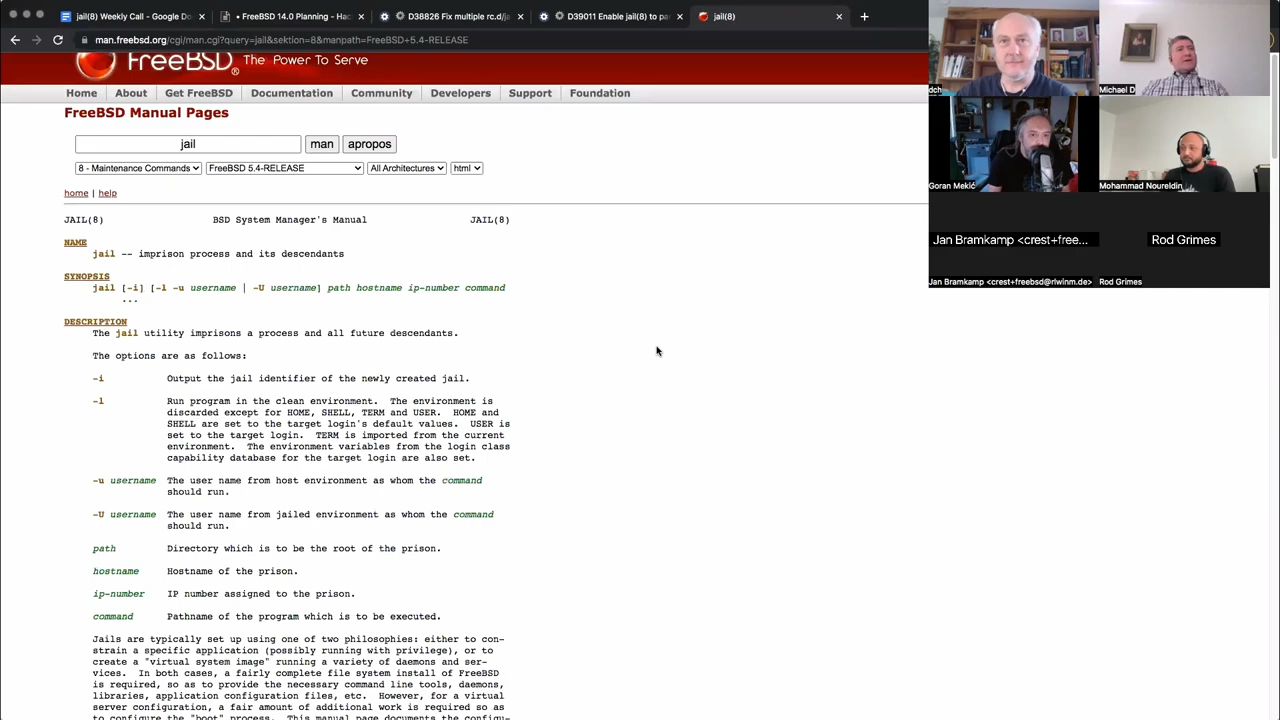 jail(8) Weekly Call - Google Do
• FreeBSD 14.0 Planning - Hac
D38826 Fix multiple rc.d/ja
D39011 Enable jail(8) to pa
jail(8)
man.freebsd.org/cgi/man.cgi?query=jail&sektion=8&manpath=FreeBSD+5.4-RELEASE
FreeBSD® The Power To Serve
Home About Get FreeBSD Documentation Community Developers Support Foundation
FreeBSD Manual Pages
jail man apropos
8 - Maintenance Commands FreeBSD 5.4-RELEASE All Architectures html
home | help
JAIL(8) BSD System Manager's Manual JAIL(8)
NAME
jail -- imprison process and its descendants
SYNOPSIS
jail [-i] [-l -u username | -U username] path hostname ip-number command
...
DESCRIPTION
The jail utility imprisons a process and all future descendants.
The options are as follows:
-i Output the jail identifier of the newly created jail.
-l Run program in the clean environment. The environment is
discarded except for HOME, SHELL, TERM and USER. HOME and
SHELL are set to the target login's default values. USER is
set to the target login. TERM is imported from the current
environment. The environment variables from the login class
capability database for the target login are also set.
-u username The user name from host environment as whom the command
should run.
-U username The user name from jailed environment as whom the command
should run.
path Directory which is to be the root of the prison.
hostname Hostname of the prison.
ip-number IP number assigned to the prison.
command Pathname of the program which is to be executed.
Jails are typically set up using one of two philosophies: either to con-
strain a specific application (possibly running with privilege), or to
create a "virtual system image" running a variety of daemons and ser-
vices. In both cases, a fairly complete file system install of FreeBSD
is required, so as to provide the necessary command line tools, daemons,
libraries, application configuration files, etc. However, for a virtual
server configuration, a fair amount of additional work is required so as
to configure the "boot" process. This manual page documents the configu-
dch
Michael D
Goran Mekić
Mohammad Noureldin
Jan Bramkamp <crest+free...
Rod Grimes
Jan Bramkamp <crest+freebsd@rlwinm.de>
Rod Grimes